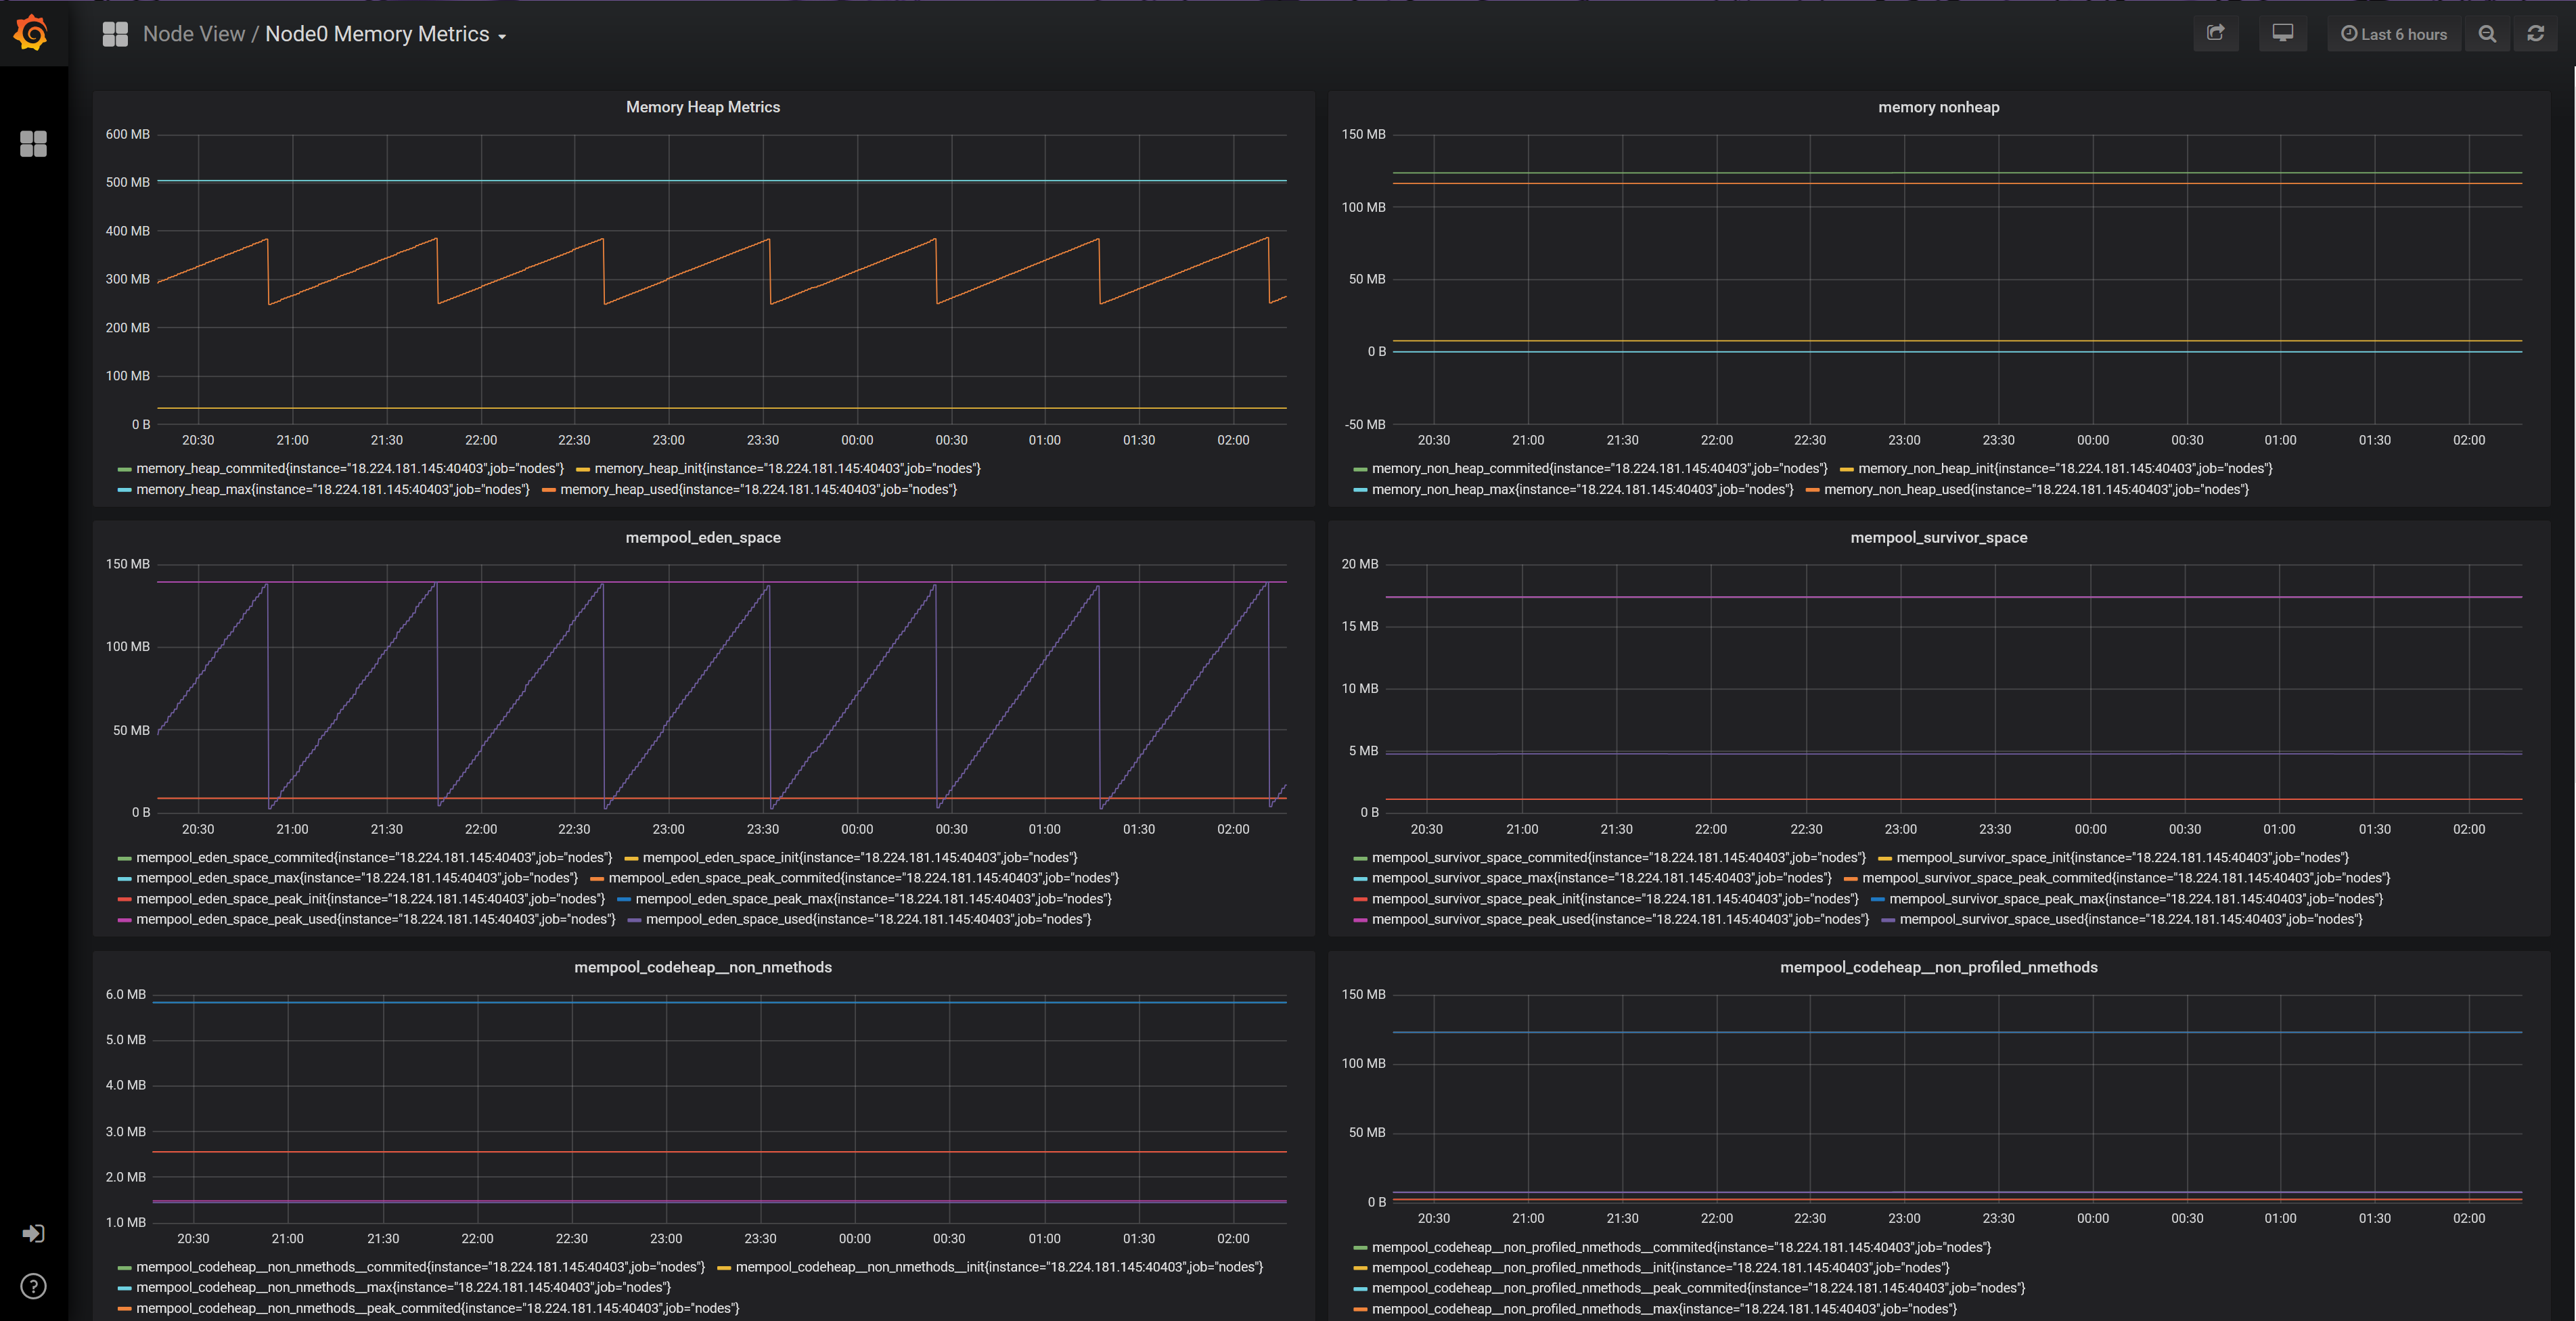 Node View / Node0 Memory Metrics
Last 6 hours
Memory Heap Metrics
600 MB
500 MB
400 MB
300 MB
200 MB
100 MB
0 B
20:30 21:00 21:30 22:00 22:30 23:00 23:30 00:00 00:30 01:00 01:30 02:00
memory_heap_commited{instance="18.224.181.145:40403",job="nodes"} memory_heap_init{instance="18.224.181.145:40403",job="nodes"}
memory_heap_max{instance="18.224.181.145:40403",job="nodes"} memory_heap_used{instance="18.224.181.145:40403",job="nodes"}
memory nonheap
150 MB
100 MB
50 MB
0 B
-50 MB
20:30 21:00 21:30 22:00 22:30 23:00 23:30 00:00 00:30 01:00 01:30 02:00
memory_non_heap_commited{instance="18.224.181.145:40403",job="nodes"} memory_non_heap_init{instance="18.224.181.145:40403",job="nodes"}
memory_non_heap_max{instance="18.224.181.145:40403",job="nodes"} memory_non_heap_used{instance="18.224.181.145:40403",job="nodes"}
mempool_eden_space
150 MB
100 MB
50 MB
0 B
20:30 21:00 21:30 22:00 22:30 23:00 23:30 00:00 00:30 01:00 01:30 02:00
mempool_eden_space_commited{instance="18.224.181.145:40403",job="nodes"} mempool_eden_space_init{instance="18.224.181.145:40403",job="nodes"}
mempool_eden_space_max{instance="18.224.181.145:40403",job="nodes"} mempool_eden_space_peak_commited{instance="18.224.181.145:40403",job="nodes"}
mempool_eden_space_peak_init{instance="18.224.181.145:40403",job="nodes"} mempool_eden_space_peak_max{instance="18.224.181.145:40403",job="nodes"}
mempool_eden_space_peak_used{instance="18.224.181.145:40403",job="nodes"} mempool_eden_space_used{instance="18.224.181.145:40403",job="nodes"}
mempool_survivor_space
20 MB
15 MB
10 MB
5 MB
0 B
20:30 21:00 21:30 22:00 22:30 23:00 23:30 00:00 00:30 01:00 01:30 02:00
mempool_survivor_space_commited{instance="18.224.181.145:40403",job="nodes"} mempool_survivor_space_init{instance="18.224.181.145:40403",job="nodes"}
mempool_survivor_space_max{instance="18.224.181.145:40403",job="nodes"} mempool_survivor_space_peak_commited{instance="18.224.181.145:40403",job="nodes"}
mempool_survivor_space_peak_init{instance="18.224.181.145:40403",job="nodes"} mempool_survivor_space_peak_max{instance="18.224.181.145:40403",job="nodes"}
mempool_survivor_space_peak_used{instance="18.224.181.145:40403",job="nodes"} mempool_survivor_space_used{instance="18.224.181.145:40403",job="nodes"}
mempool_codeheap__non_nmethods
6.0 MB
5.0 MB
4.0 MB
3.0 MB
2.0 MB
1.0 MB
20:30 21:00 21:30 22:00 22:30 23:00 23:30 00:00 00:30 01:00 01:30 02:00
mempool_codeheap__non_nmethods__commited{instance="18.224.181.145:40403",job="nodes"} mempool_codeheap__non_nmethods__init{instance="18.224.181.145:40403",job="nodes"}
mempool_codeheap__non_nmethods__max{instance="18.224.181.145:40403",job="nodes"}
mempool_codeheap__non_nmethods__peak_commited{instance="18.224.181.145:40403",job="nodes"}
mempool_codeheap__non_profiled_nmethods
150 MB
100 MB
50 MB
0 B
20:30 21:00 21:30 22:00 22:30 23:00 23:30 00:00 00:30 01:00 01:30 02:00
mempool_codeheap__non_profiled_nmethods__commited{instance="18.224.181.145:40403",job="nodes"}
mempool_codeheap__non_profiled_nmethods__init{instance="18.224.181.145:40403",job="nodes"}
mempool_codeheap__non_profiled_nmethods__peak_commited{instance="18.224.181.145:40403",job="nodes"}
mempool_codeheap__non_profiled_nmethods__max{instance="18.224.181.145:40403",job="nodes"}